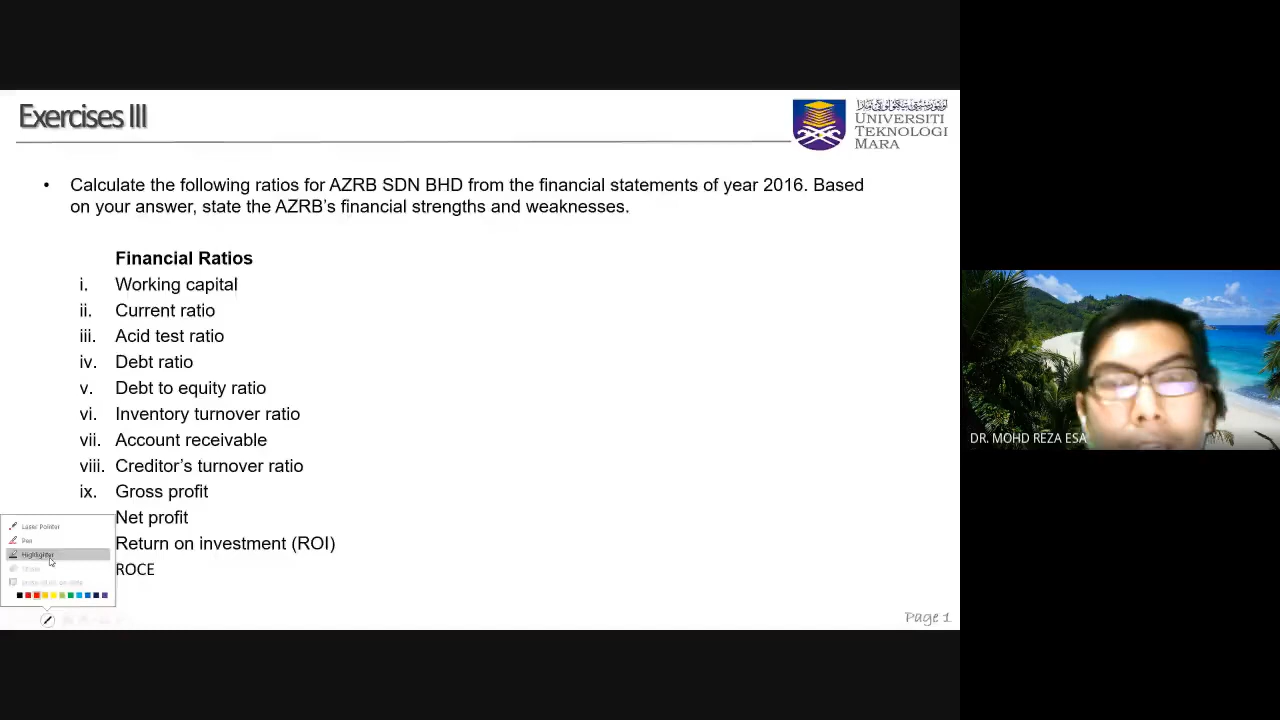 Exercises III
UNIVERSITI
TEKNOLOGI
MARA
• Calculate the following ratios for AZRB SDN BHD from the financial statements of year 2016. Based
on your answer, state the AZRB's financial strengths and weaknesses.
Financial Ratios
i. Working capital
ii. Current ratio
iii. Acid test ratio
iv. Debt ratio
v. Debt to equity ratio
vi. Inventory turnover ratio
vii. Account receivable
viii. Creditor's turnover ratio
ix. Gross profit
Net profit
Return on investment (ROI)
ROCE
Laser Pointer
Pen
Highlighter
Page 1
DR. MOHD REZA ESA